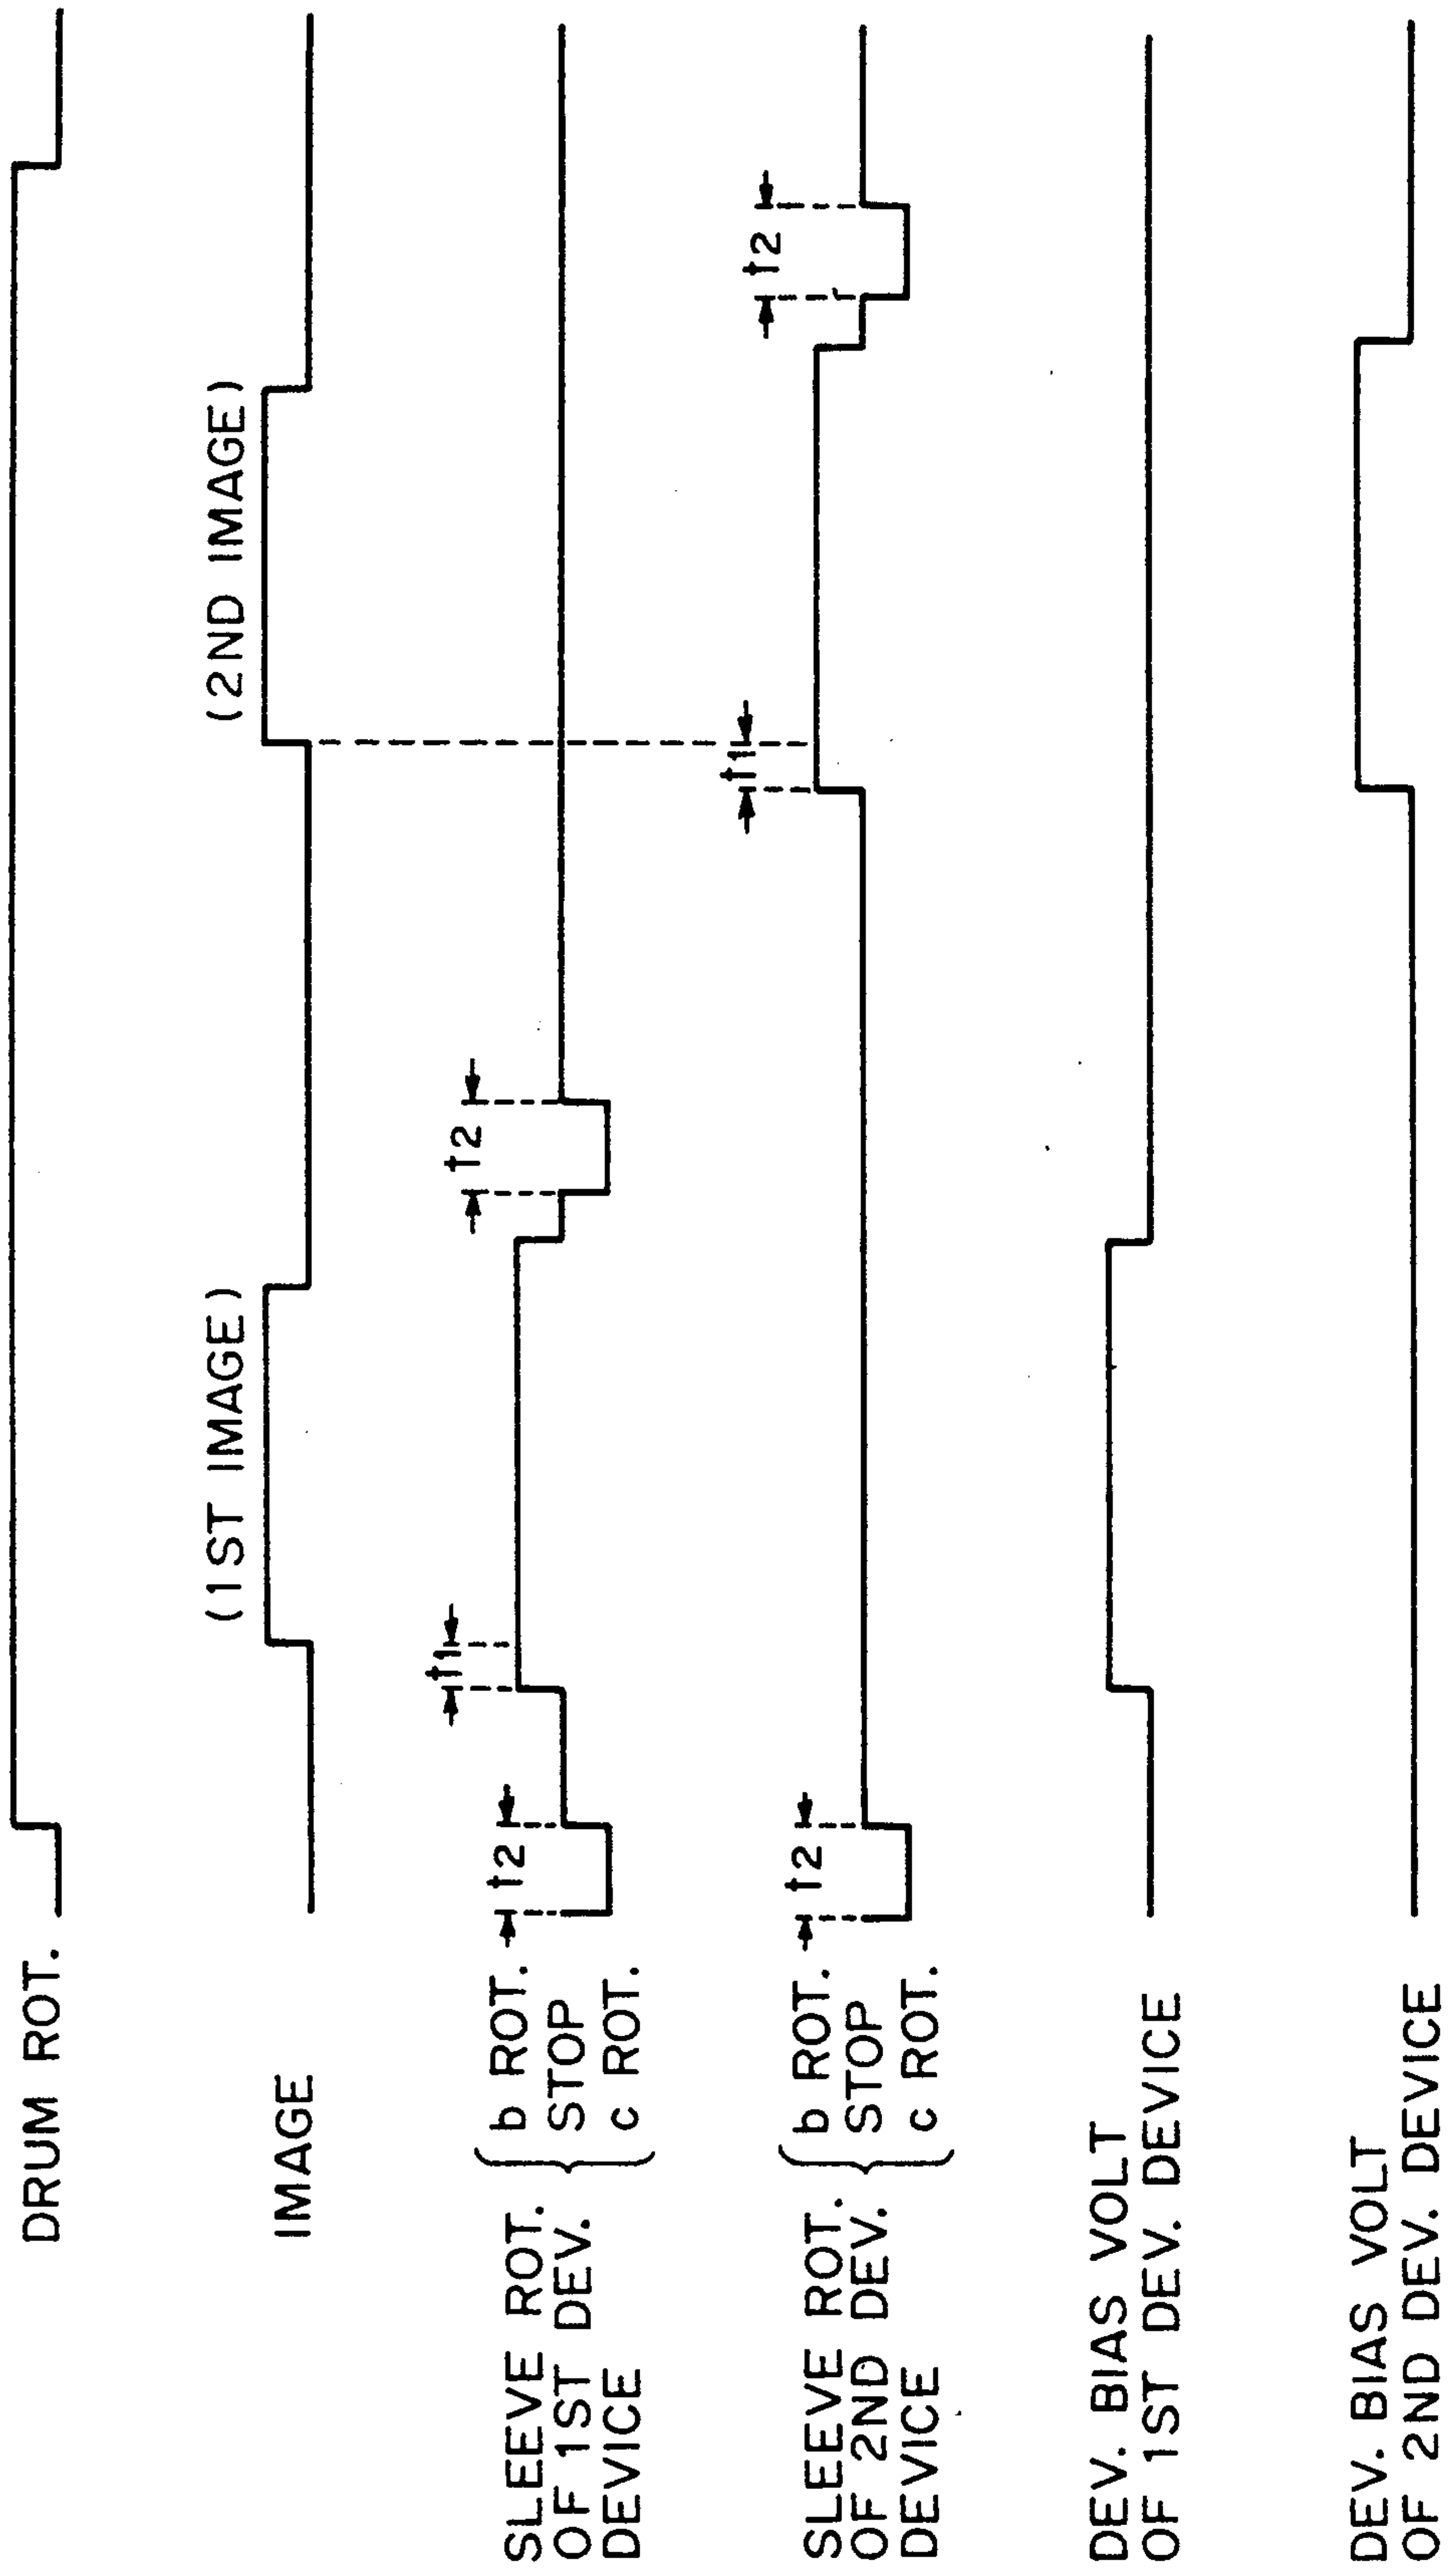 DRUM ROT.
IMAGE
(1ST IMAGE)
(2ND IMAGE)
SLEEVE ROT.
OF 1ST DEV.
DEVICE
b ROT.
STOP
c ROT.
t2
t1
t2
SLEEVE ROT.
OF 2ND DEV.
DEVICE
b ROT.
STOP
c ROT.
t2
t1
t2
DEV. BIAS VOLT
OF 1ST DEV. DEVICE
DEV. BIAS VOLT
OF 2ND DEV. DEVICE